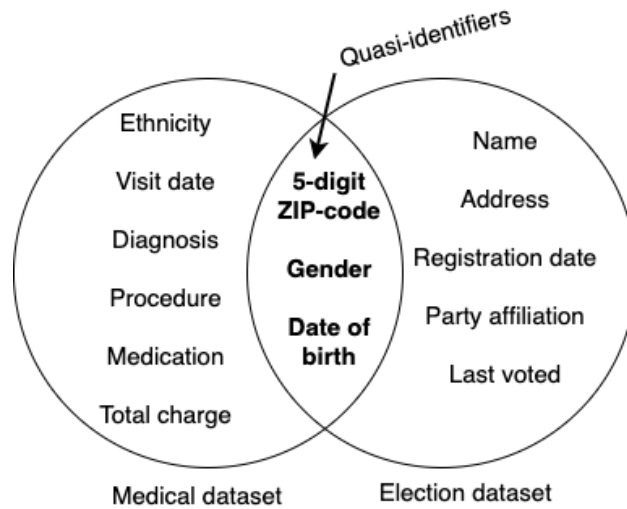 Quasi-identifiers
Ethnicity
Visit date
Diagnosis
Procedure
Medication
Total charge
5-digit
ZIP-code
Gender
Date of
birth
Name
Address
Registration date
Party affiliation
Last voted
Medical dataset
Election dataset